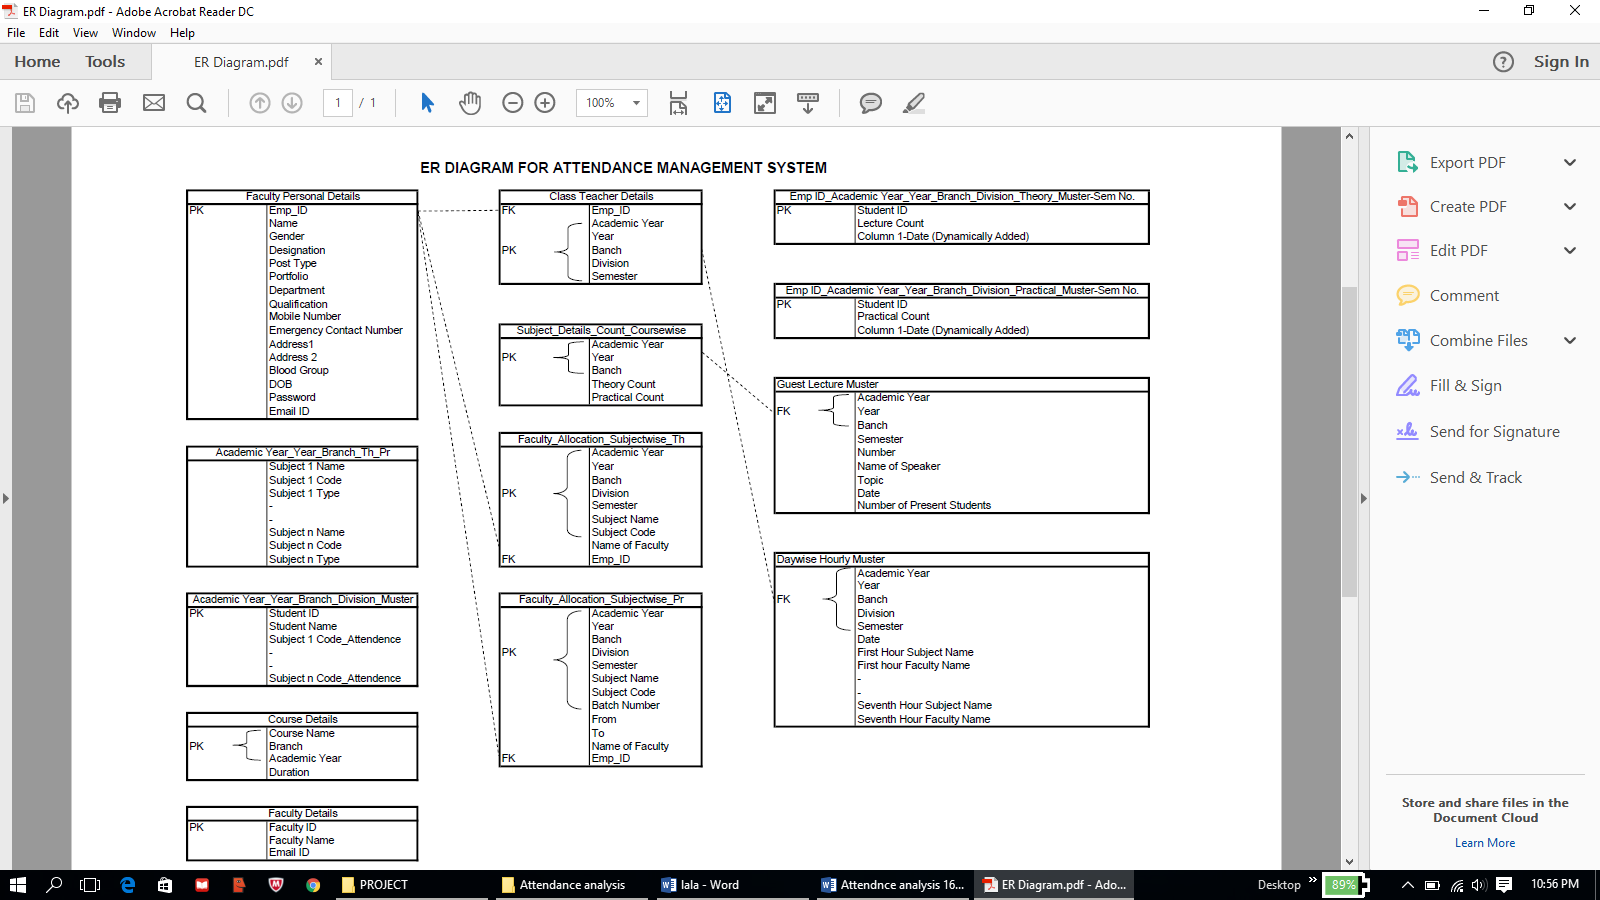 ER Diagram.pdf - Adobe Acrobat Reader DC
File Edit View Window Help
Home Tools ER Diagram.pdf × Sign In
1 / 1 100%
ER DIAGRAM FOR ATTENDANCE MANAGEMENT SYSTEM
Faculty Personal Details
PK Emp_ID
Name
Gender
Designation
Post Type
Portfolio
Department
Qualification
Mobile Number
Emergency Contact Number
Address1
Address 2
Blood Group
DOB
Password
Email ID
Academic Year_Year_Branch_Th_Pr
Subject 1 Name
Subject 1 Code
Subject 1 Type
-
-
Subject n Name
Subject n Code
Subject n Type
Academic Year_Year_Branch_Division_Muster
PK Student ID
Student Name
Subject 1 Code_Attendence
-
-
Subject n Code_Attendence
Course Details
Course Name
PK Branch
Academic Year
Duration
Faculty Details
PK Faculty ID
Faculty Name
Email ID
Class Teacher Details
FK Emp_ID
Academic Year
Year
PK Banch
Division
Semester
Subject_Details_Count_Coursewise
Academic Year
PK Year
Banch
Theory Count
Practical Count
Faculty_Allocation_Subjectwise_Th
Academic Year
Year
Banch
PK Division
Semester
Subject Name
Subject Code
Name of Faculty
FK Emp_ID
Faculty_Allocation_Subjectwise_Pr
Academic Year
Year
Banch
PK Division
Semester
Subject Name
Subject Code
Batch Number
From
To
Name of Faculty
FK Emp_ID
Emp ID_Academic Year_Year_Branch_Division_Theory_Muster-Sem No.
PK Student ID
Lecture Count
Column 1-Date (Dynamically Added)
Emp ID_Academic Year_Year_Branch_Division_Practical_Muster-Sem No.
PK Student ID
Practical Count
Column 1-Date (Dynamically Added)
Guest Lecture Muster
Academic Year
FK Year
Banch
Semester
Number
Name of Speaker
Topic
Date
Number of Present Students
Daywise Hourly Muster
Academic Year
Year
FK Banch
Division
Semester
Date
First Hour Subject Name
First hour Faculty Name
-
-
Seventh Hour Subject Name
Seventh Hour Faculty Name
Export PDF
Create PDF
Edit PDF
Comment
Combine Files
Fill & Sign
Send for Signature
Send & Track
Store and share files in the
Document Cloud
Learn More
PROJECT Attendance analysis lala - Word Attendnce analysis 16... ER Diagram.pdf - Ado... Desktop » 89% 10:56 PM